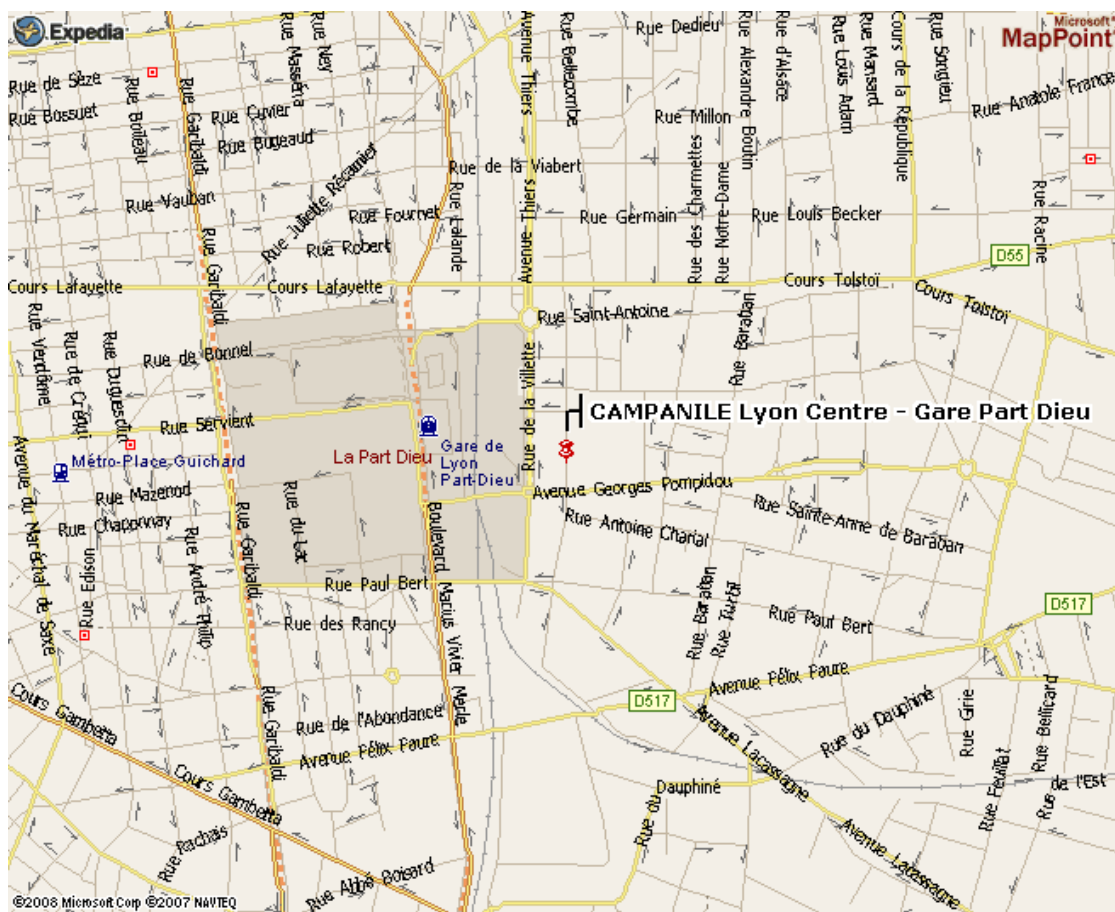 Expedia
Microsoft®
MapPoint®
Rue Dedieu
Rue Ney
Rue Masséna
Avenue Thiers
Rue Bellecombe
Rue Alexandre Boutin
Rue d'Alsace
Rue Louis Adam
Rue Mansard
Cours de la République
Rue Songieu
Rue de Sèze
Rue Bossuet
Rue Boileau
Rue Garibaldi
Rue Cuvier
Rue Bugeaud
Rue Millon
Rue Anatole France
Rue Juliette Récamier
Rue de la Viabert
Rue Vauban
Rue Fournet
Rue Robert
Rue Lalande
Avenue Thiers
Rue Germain
Rue des Charmettes
Rue Notre-Dame
Rue Louis Becker
Rue Racine
Rue Garibaldi
D55
Cours Lafayette
Cours Lafayette
Cours Tolstoï
Cours Tolstoï
Rue Saint-Antoine
Rue Vendôme
Rue de Créqui
Rue Duguesclin
Rue de Bonnel
Rue de la Villette
Rue Baraban
CAMPANILE Lyon Centre - Gare Part Dieu
Rue Servient
La Part Dieu
Gare de
Lyon
Part-Dieu
Métro-Place-Guichard
Avenue du Maréchal de Saxe
Rue Mazenod
Rue Chaponnay
Rue du Lac
Avenue Georges Pompidou
Rue Sainte-Anne de Baraban
Rue Antoine Charial
Rue Edison
Rue André Philip
Rue Garibaldi
Rue Paul Bert
Boulevard Marius Vivier Merle
Rue Baraban
Rue Turbil
Rue Paul Bert
D517
Rue des Rancy
Avenue Félix Faure
D517
Cours Gambetta
Rue Garibaldi
Rue de l'Abondance
Avenue Félix Faure
Avenue Lacassagne
Rue du Dauphiné
Rue Girie
Rue Feuillat
Rue Bellicard
Rue de l'Est
Cours Gambetta
Rue du
Dauphiné
Avenue Lacassagne
Rue Rachais
Rue Abbé Boisard
©2008 Microsoft Corp ©2007 NAVTEQ